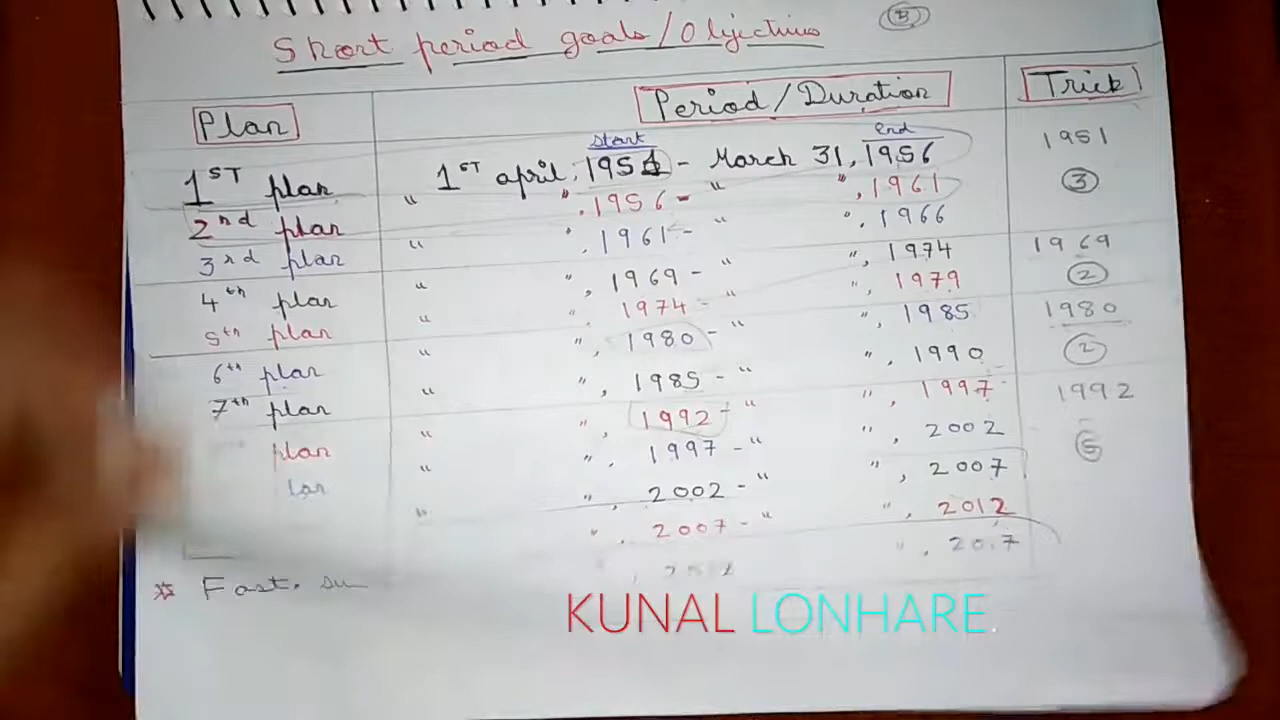 Short period goals/Objectives
3
Plan Period/Duration Trick
start end
1ST plan 1ST april, 1951 - March 31, 1956 1951
2nd plan " ", 1956 - " ", 1961 3
3rd plan " ", 1961 - " ", 1966
4th plan " ", 1969 - " ", 1974 1969
5th plan " ", 1974 - " ", 1979 2
6th plan " ", 1980 - " ", 1985 1980
7th plan " ", 1985 - " ", 1990 2
plan " ", 1992 - " ", 1997 1992
lan " ", 1997 - " ", 2002 5
" ", 2002 - " ", 2007
", 2007 - " ", 2012
", 2017
* Fast.
KUNAL LONHARE.